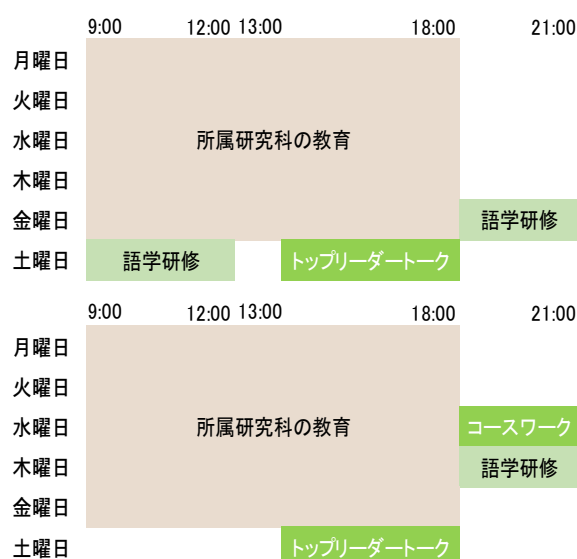 9:00 12:00 13:00 18:00 21:00
月曜日
火曜日
水曜日 所属研究科の教育
木曜日
金曜日 語学研修
土曜日 語学研修 トップリーダートーク
9:00 12:00 13:00 18:00 21:00
月曜日
火曜日
水曜日 所属研究科の教育 コースワーク
木曜日 語学研修
金曜日
土曜日 トップリーダートーク